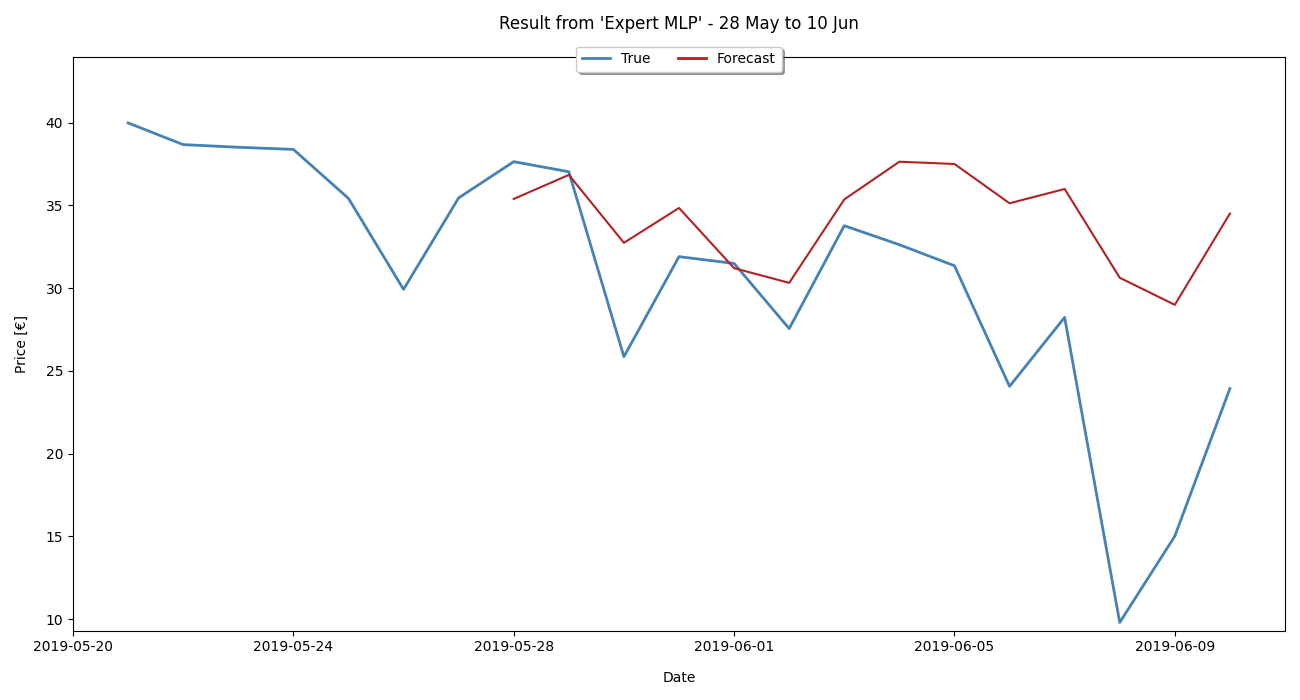 Result from 'Expert MLP' - 28 May to 10 Jun
True Forecast
40
35
30
25
20
15
10
Price [€]
2019-05-20 2019-05-24 2019-05-28 2019-06-01 2019-06-05 2019-06-09
Date